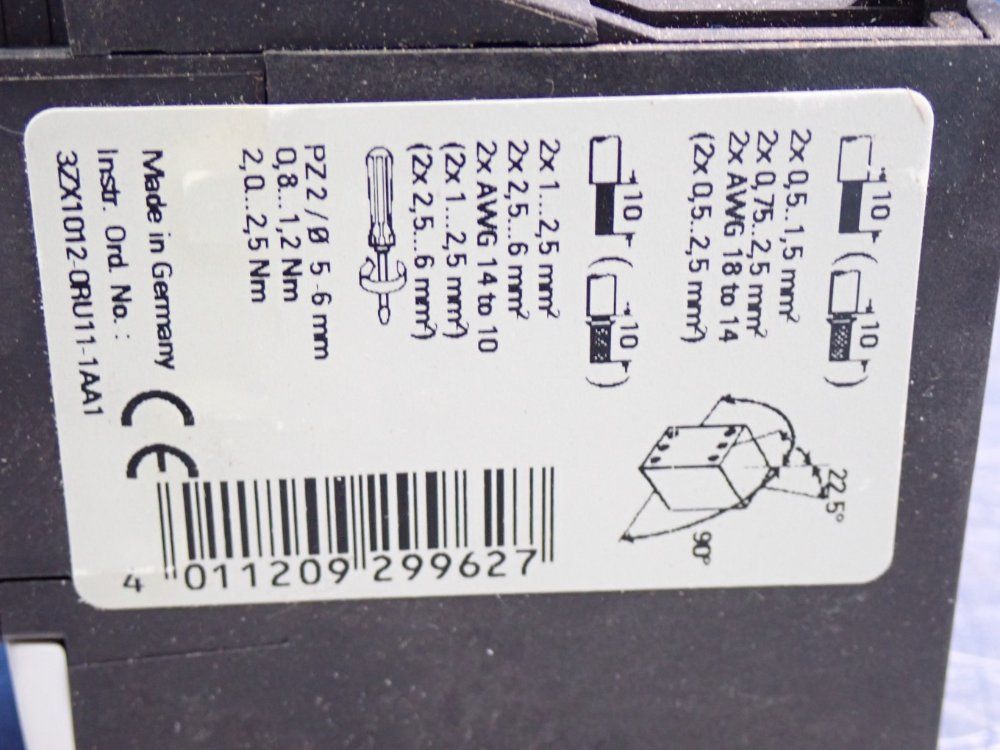 10 ( 10 )
2x 0,5...1,5 mm²
2x 0,75...2,5 mm²
2x AWG 18 to 14
(2x 0,5...2,5 mm²)
22,5°
90°
10 ( 10 )
2x 1...2,5 mm²
2x 2,5...6 mm²
2x AWG 14 to 10
(2x 1...2,5 mm²)
(2x 2,5...6 mm²)
PZ 2 / Ø 5 - 6 mm
0,8...1,2 Nm
2,0...2,5 Nm
Made in Germany
CE
Instr. Ord. No. :
3ZX1012-0RU11-1AA1
4 011209 299627